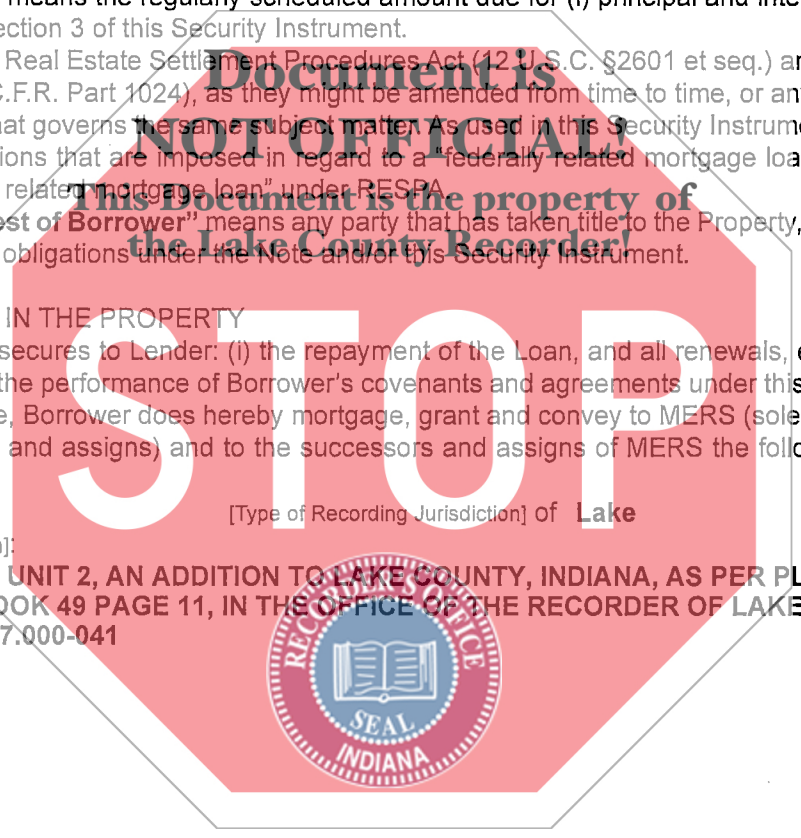 means the regularly scheduled amount due for (i) principal and inte
ection 3 of this Security Instrument.
Real Estate Settlement Procedures Act (12 U.S.C. §2601 et seq.) an
C.F.R. Part 1024), as they might be amended from time to time, or an
hat governs the same subject matter. As used in this Security Instrume
ions that are imposed in regard to a "federally related mortgage loa
related mortgage loan" under RESPA.
est of Borrower" means any party that has taken title to the Property,
obligations under the Note and/or this Security Instrument.
Document is
NOT OFFICIAL!
This Document is the property of
the Lake County Recorder!
IN THE PROPERTY
secures to Lender: (i) the repayment of the Loan, and all renewals, e
the performance of Borrower's covenants and agreements under this
e, Borrower does hereby mortgage, grant and convey to MERS (sole
and assigns) and to the successors and assigns of MERS the follo
STOP
[Type of Recording Jurisdiction] of Lake
]:
UNIT 2, AN ADDITION TO LAKE COUNTY, INDIANA, AS PER PL
OOK 49 PAGE 11, IN THE OFFICE OF THE RECORDER OF LAKE
7.000-041
RECORDER'S OFFICE
SEAL
INDIANA